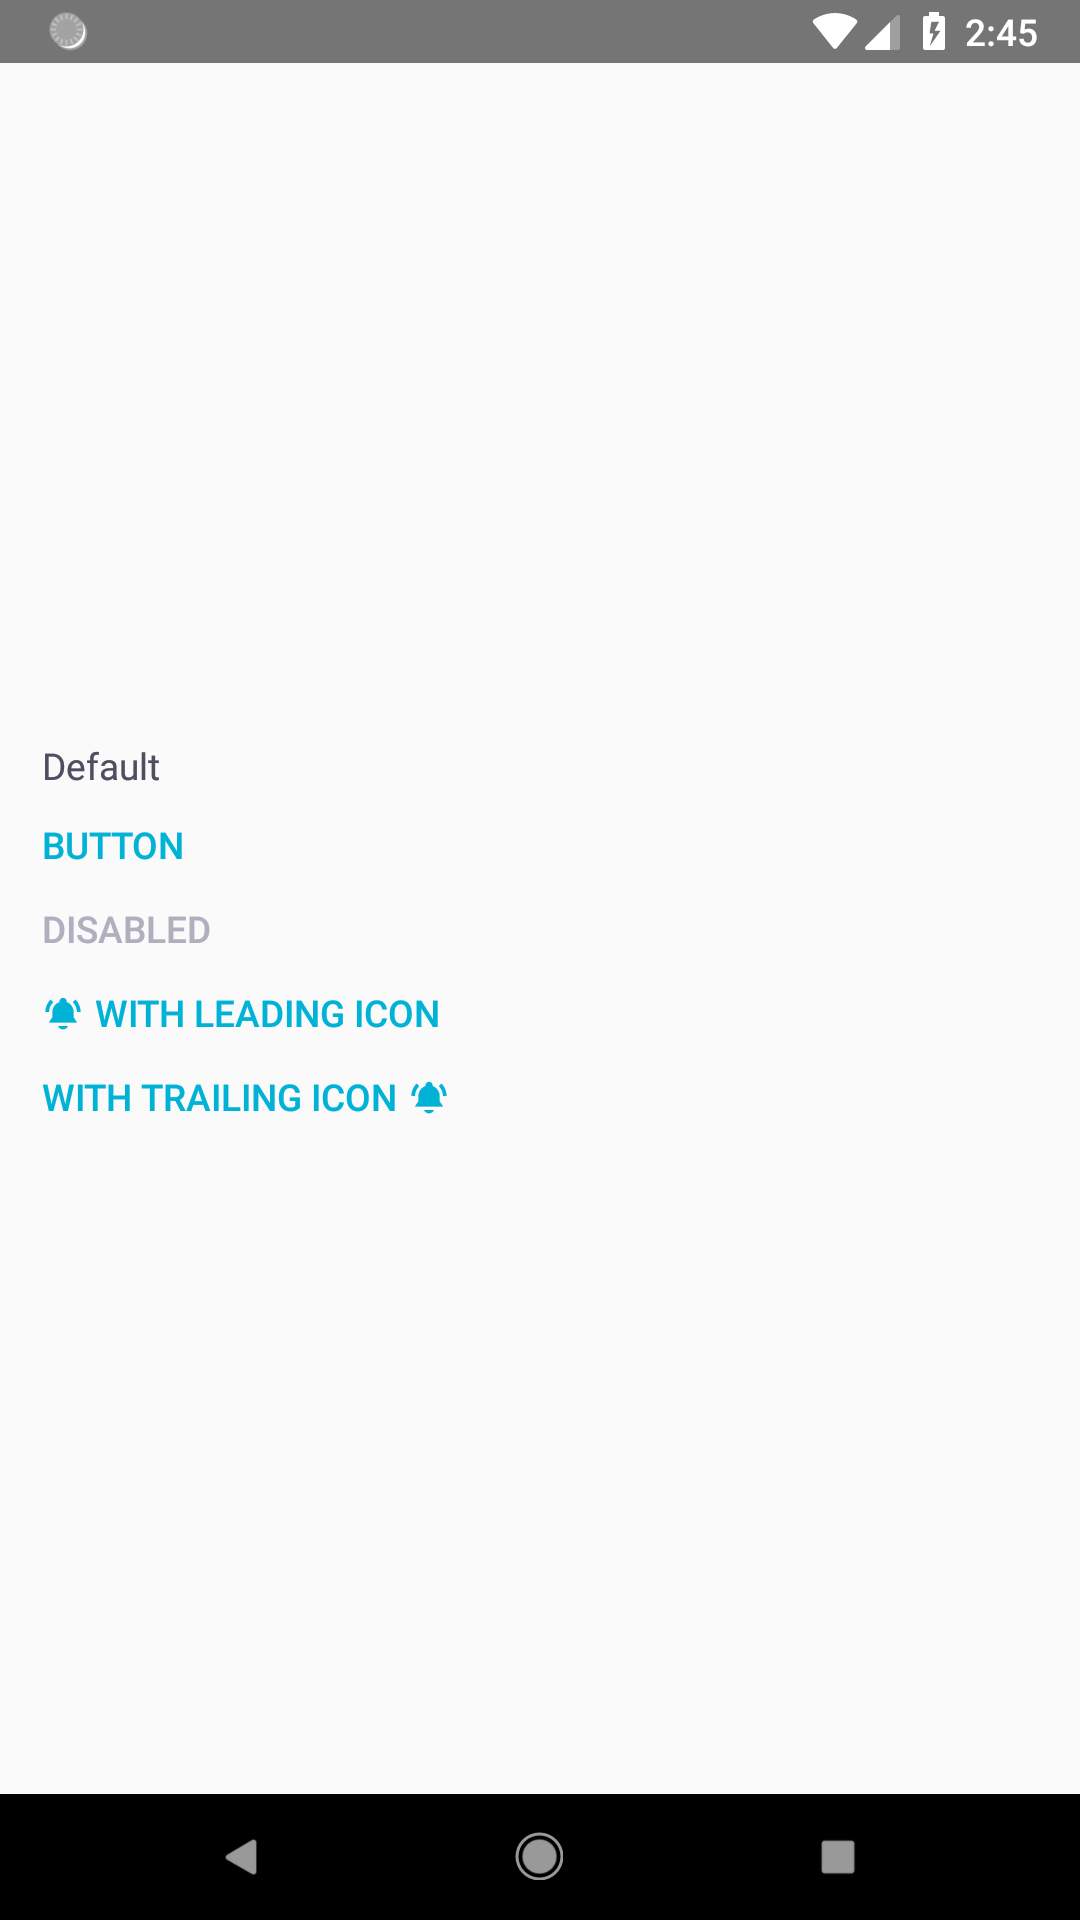 2:45
Default
BUTTON
DISABLED
WITH LEADING ICON
WITH TRAILING ICON